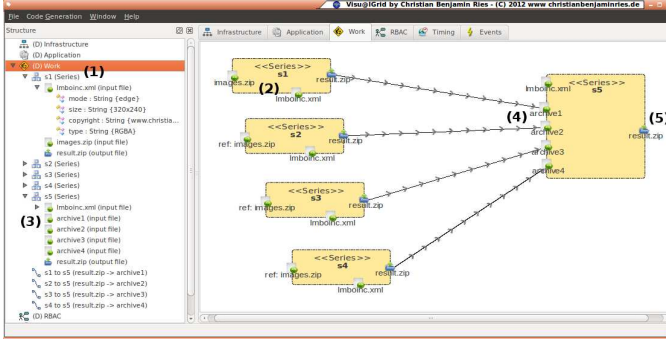 Visu@lGrid by Christian Benjamin Ries - (C) 2012 www.christianbenjaminries.de
File Code Generation Window Help
Structure
(D) Infrastructure
(D) Application
(D) Work
(1)
s1 (Series)
lmboinc.xml (input file)
mode : String {edge}
size : String {320x240}
copyright : String {www.christia...
type : String {RGBA}
images.zip (input file)
result.zip (output file)
s2 (Series)
s3 (Series)
s4 (Series)
s5 (Series)
lmboinc.xml (input file)
(3)
archive1 (input file)
archive2 (input file)
archive3 (input file)
archive4 (input file)
result.zip (output file)
s1 to s5 (result.zip -> archive1)
s2 to s5 (result.zip -> archive2)
s3 to s5 (result.zip -> archive3)
s4 to s5 (result.zip -> archive4)
(D) RBAC
Infrastructure Application Work RBAC Timing Events
<<Series>>
s1
images.zip
result.zip
(2)
lmboinc.xml
<<Series>>
s2
ref: images.zip
result.zip
lmboinc.xml
<<Series>>
s3
ref: images.zip
result.zip
lmboinc.xml
<<Series>>
s4
ref: images.zip
result.zip
lmboinc.xml
<<Series>>
s5
lmboinc.xml
archive1
(4)
archive2
archive3
archive4
(5)
result.zip